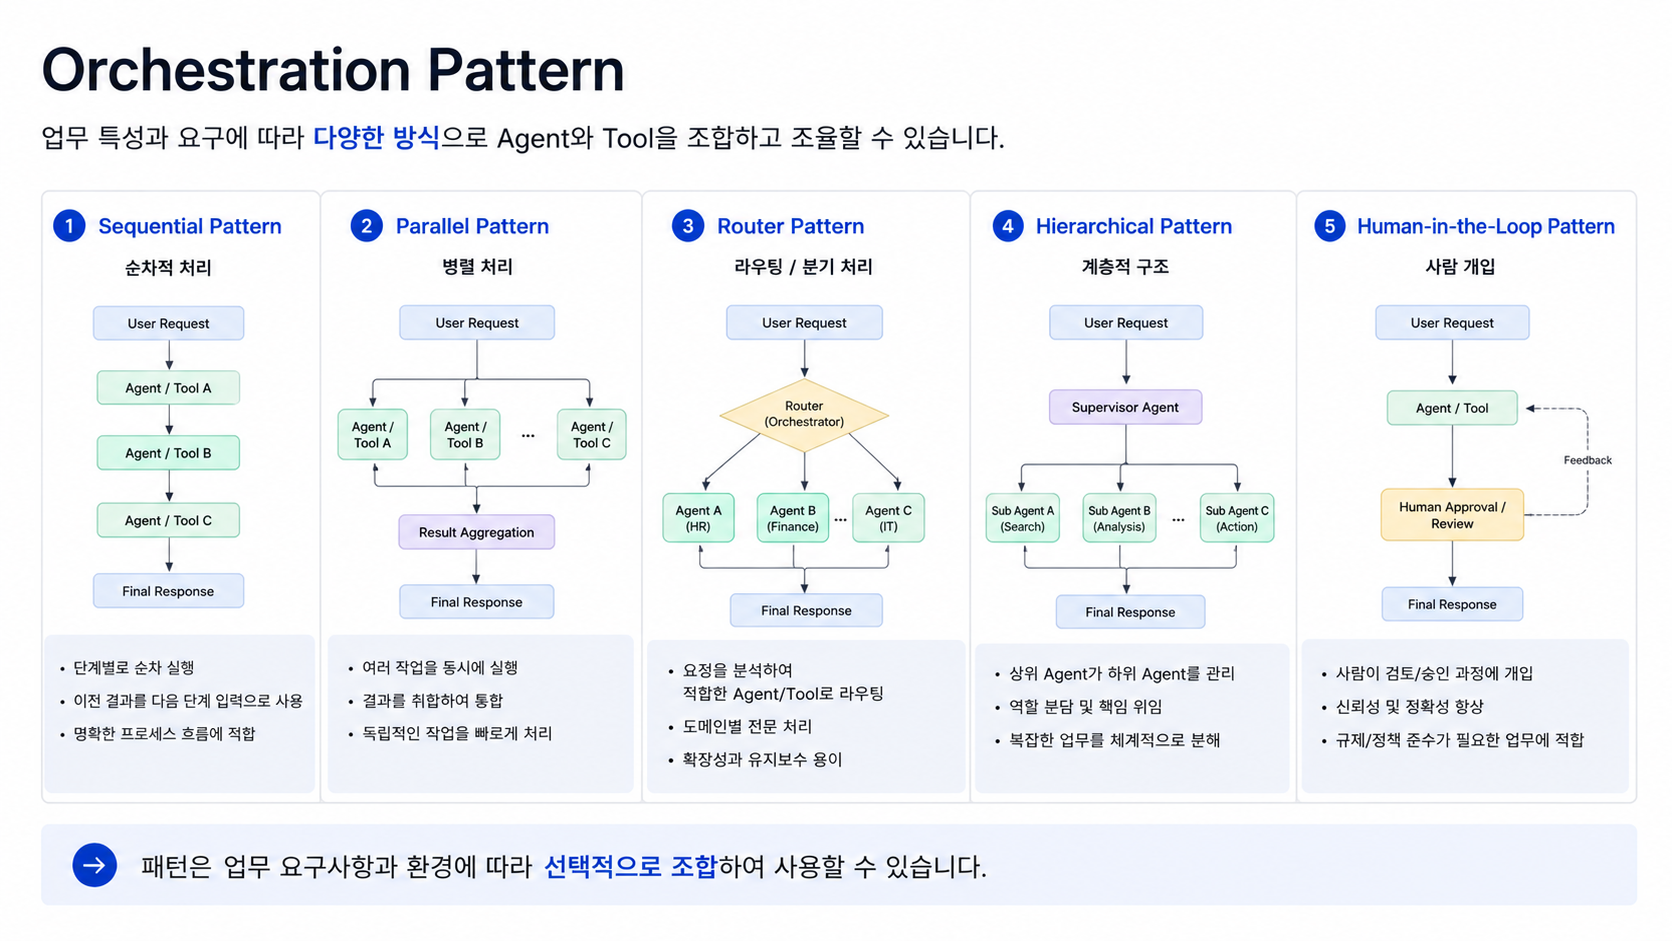 Orchestration Pattern
업무 특성과 요구에 따라 다양한 방식으로 Agent와 Tool을 조합하고 조율할 수 있습니다.
1 Sequential Pattern
순차적 처리
User Request
Agent / Tool A
Agent / Tool B
Agent / Tool C
Final Response
• 단계별로 순차 실행
• 이전 결과를 다음 단계 입력으로 사용
• 명확한 프로세스 흐름에 적합
2 Parallel Pattern
병렬 처리
User Request
Agent /
Tool A
Agent /
Tool B
...
Agent /
Tool C
Result Aggregation
Final Response
• 여러 작업을 동시에 실행
• 결과를 취합하여 통합
• 독립적인 작업을 빠르게 처리
3 Router Pattern
라우팅 / 분기 처리
User Request
Router
(Orchestrator)
Agent A
(HR)
Agent B
(Finance)
...
Agent C
(IT)
Final Response
• 요청을 분석하여
적합한 Agent/Tool로 라우팅
• 도메인별 전문 처리
• 확장성과 유지보수 용이
4 Hierarchical Pattern
계층적 구조
User Request
Supervisor Agent
Sub Agent A
(Search)
Sub Agent B
(Analysis)
...
Sub Agent C
(Action)
Final Response
• 상위 Agent가 하위 Agent를 관리
• 역할 분담 및 책임 위임
• 복잡한 업무를 체계적으로 분해
5 Human-in-the-Loop Pattern
사람 개입
User Request
Agent / Tool
Feedback
Human Approval /
Review
Final Response
• 사람이 검토/승인 과정에 개입
• 신뢰성 및 정확성 향상
• 규제/정책 준수가 필요한 업무에 적합
→ 패턴은 업무 요구사항과 환경에 따라 선택적으로 조합하여 사용할 수 있습니다.